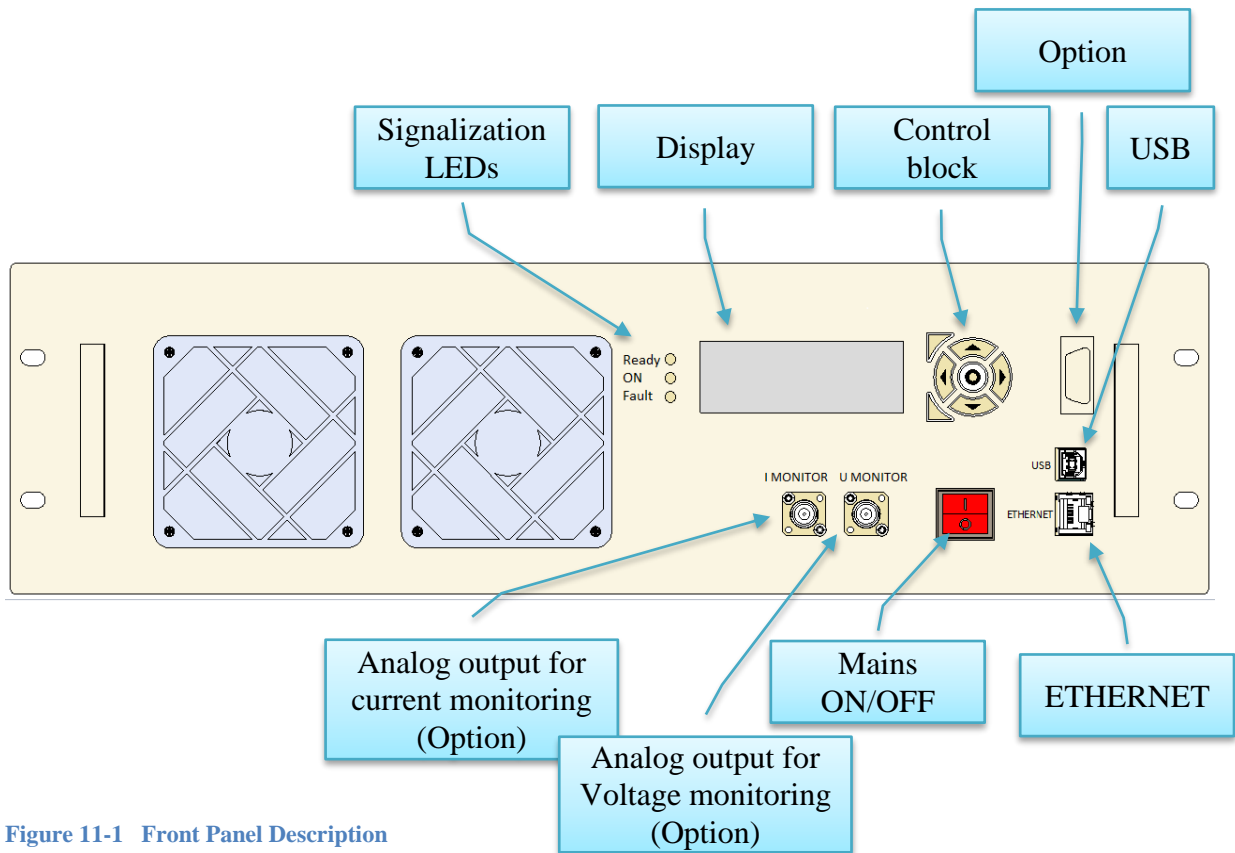 Option
Signalization
LEDs
Display
Control
block
USB
Ready
ON
Fault
I MONITOR
U MONITOR
I
O
USB
ETHERNET
Analog output for
current monitoring
(Option)
Analog output for
Voltage monitoring
(Option)
Mains
ON/OFF
ETHERNET
Figure 11-1 Front Panel Description